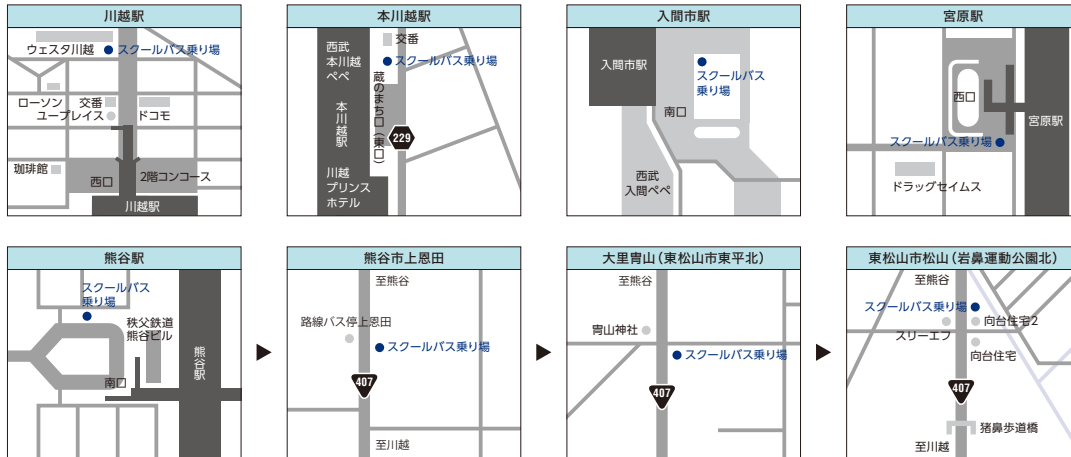 川越駅
ウェスタ川越
スクールバス乗り場
ローソン
交番
ユープレイス
ドコモ
珈琲館
西口
2階コンコース
川越駅
本川越駅
西武
本川越
ペペ
交番
スクールバス乗り場
蔵のまち口(東口)
本川越駅
229
川越
プリンス
ホテル
入間市駅
入間市駅
スクールバス
乗り場
南口
西武
入間ペペ
宮原駅
西口
宮原駅
スクールバス乗り場
ドラッグセイムス
熊谷駅
スクールバス
乗り場
秩父鉄道
熊谷ビル
熊谷駅
南口
熊谷市上恩田
至熊谷
路線バス停上恩田
スクールバス乗り場
407
至川越
大里冑山(東松山市東平北)
至熊谷
冑山神社
スクールバス乗り場
407
東松山市松山(岩鼻運動公園北)
至熊谷
スクールバス乗り場
向台住宅2
スリーエフ
向台住宅
407
猪鼻歩道橋
至川越